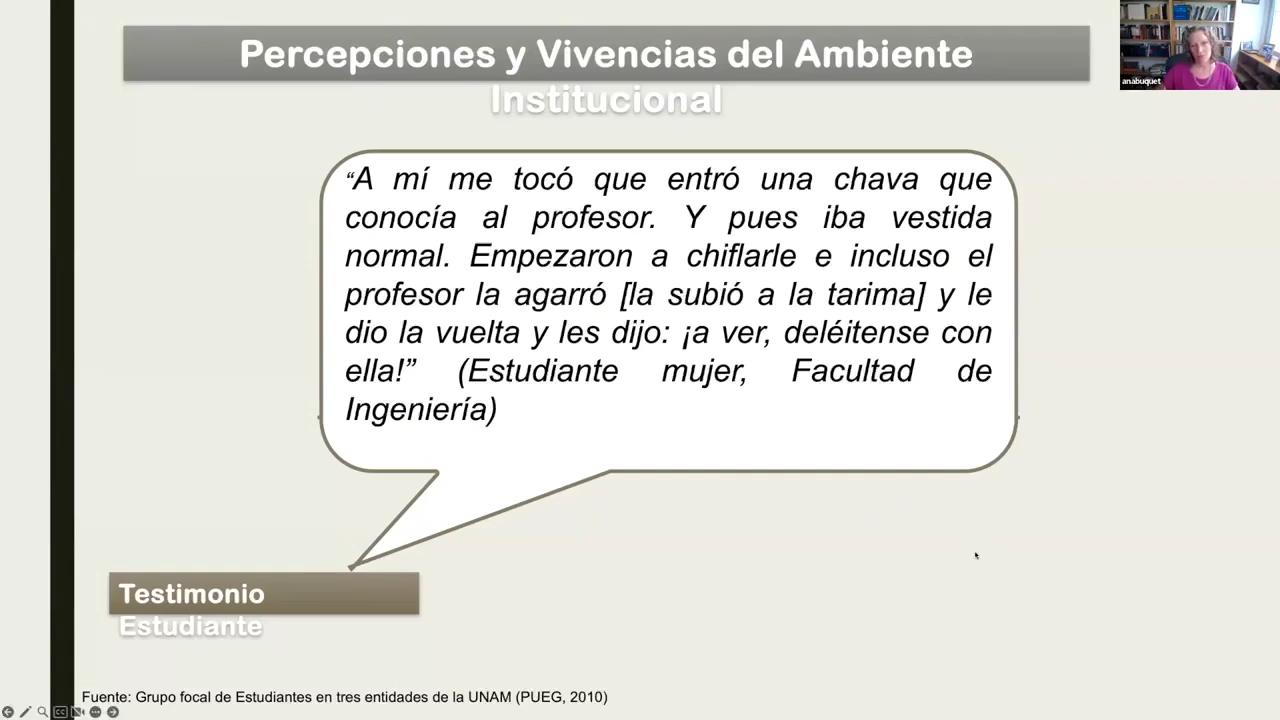 Percepciones y Vivencias del Ambiente
Institucional
anabuquet
“A mí me tocó que entró una chava que
conocía al profesor. Y pues iba vestida
normal. Empezaron a chiflarle e incluso el
profesor la agarró [la subió a la tarima] y le
dio la vuelta y les dijo: ¡a ver, deléitense con
ella!” (Estudiante mujer, Facultad de
Ingeniería)
Testimonio
Estudiante
Fuente: Grupo focal de Estudiantes en tres entidades de la UNAM (PUEG, 2010)